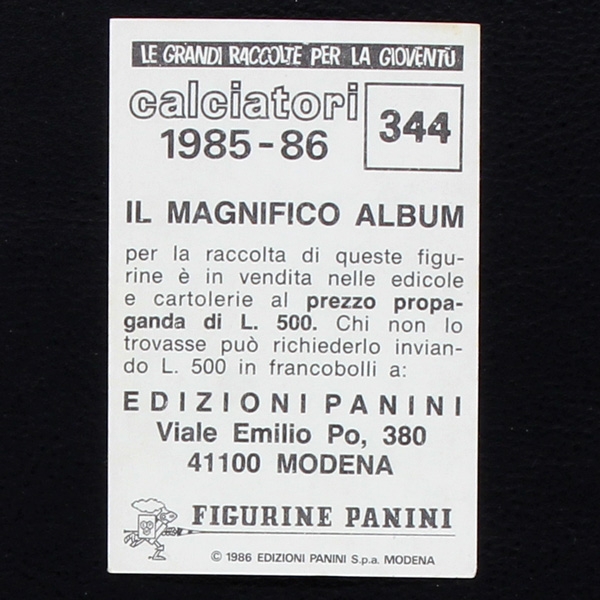 LE GRANDI RACCOLTE PER LA GIOVENTÙ
calciatori
1985-86
344
IL MAGNIFICO ALBUM
per la raccolta di queste figu-
rine è in vendita nelle edicole
e cartolerie al prezzo propa-
ganda di L. 500. Chi non lo
trovasse può richiederlo invian-
do L. 500 in francobolli a:
EDIZIONI PANINI
Viale Emilio Po, 380
41100 MODENA
FIGURINE PANINI
© 1986 EDIZIONI PANINI S.p.a. MODENA